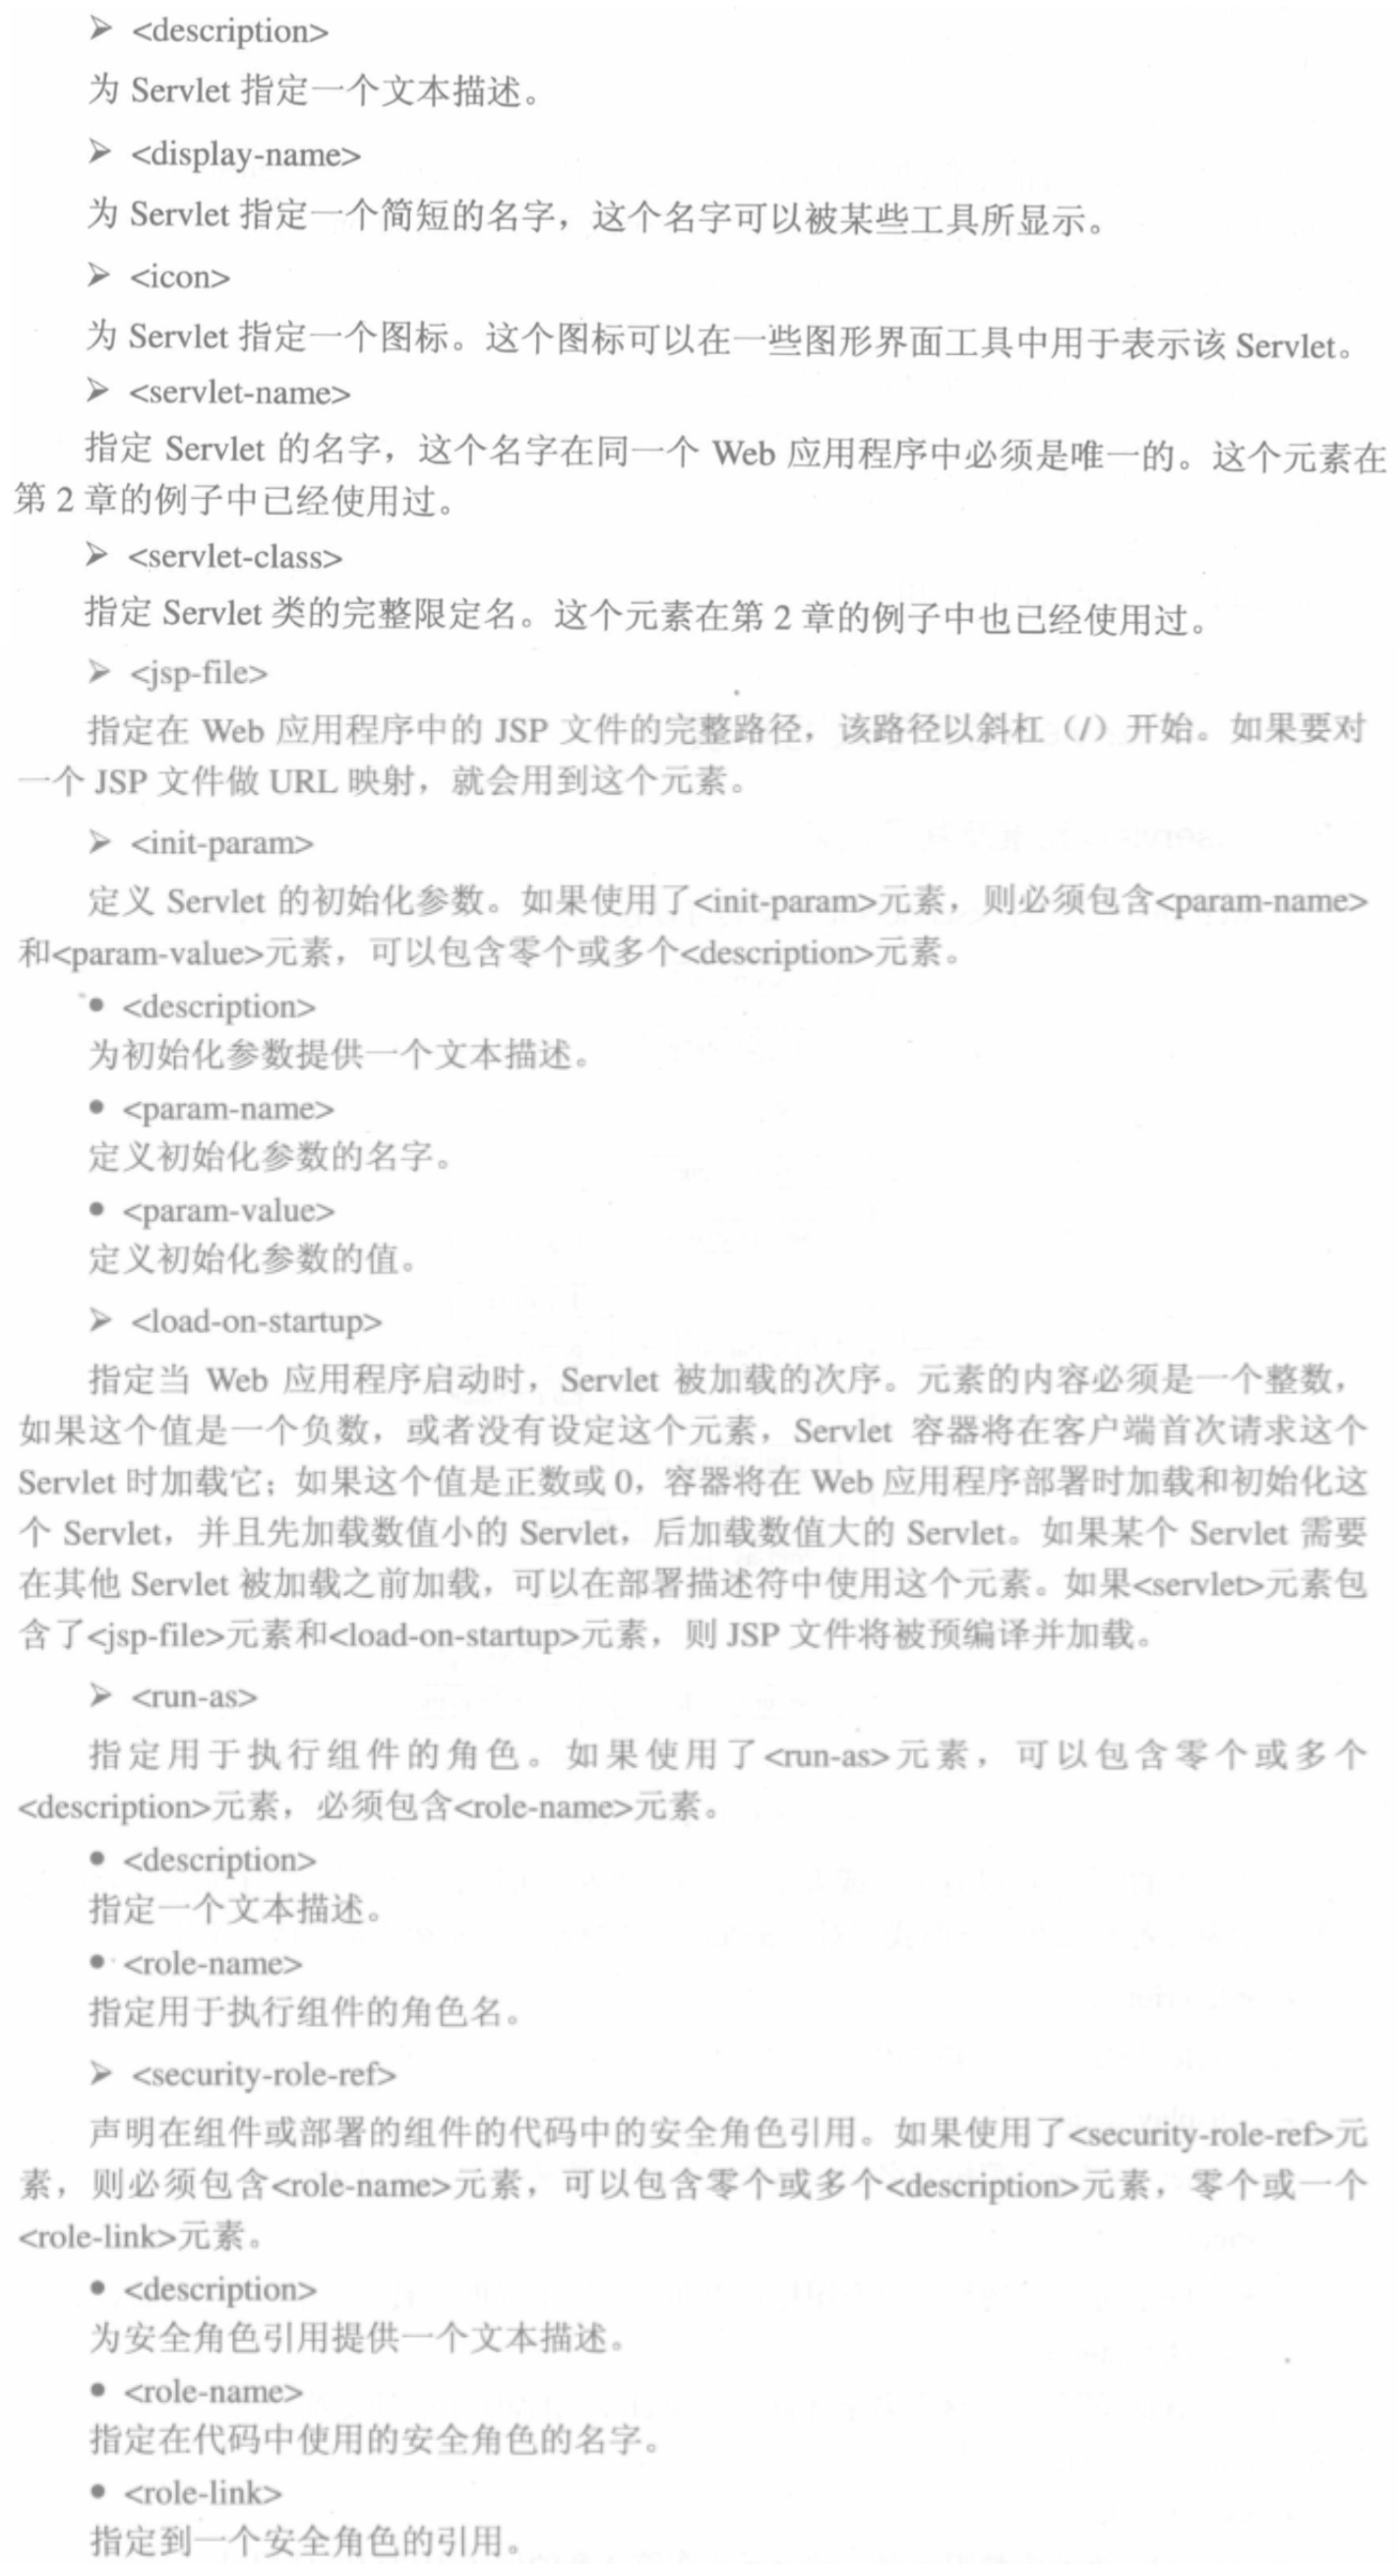 ➢ <description>
为 Servlet 指定一个文本描述。
➢ <display-name>
为 Servlet 指定一个简短的名字，这个名字可以被某些工具所显示。
➢ <icon>
为 Servlet 指定一个图标。这个图标可以在一些图形界面工具中用于表示该 Servlet。
➢ <servlet-name>
指定 Servlet 的名字，这个名字在同一个 Web 应用程序中必须是唯一的。这个元素在
第 2 章的例子中已经使用过。
➢ <servlet-class>
指定 Servlet 类的完整限定名。这个元素在第 2 章的例子中也已经使用过。
➢ <jsp-file>
指定在 Web 应用程序中的 JSP 文件的完整路径，该路径以斜杠（/）开始。如果要对
一个 JSP 文件做 URL 映射，就会用到这个元素。
➢ <init-param>
定义 Servlet 的初始化参数。如果使用了<init-param>元素，则必须包含<param-name>
和<param-value>元素，可以包含零个或多个<description>元素。
● <description>
为初始化参数提供一个文本描述。
● <param-name>
定义初始化参数的名字。
● <param-value>
定义初始化参数的值。
➢ <load-on-startup>
指定当 Web 应用程序启动时，Servlet 被加载的次序。元素的内容必须是一个整数，
如果这个值是一个负数，或者没有设定这个元素，Servlet 容器将在客户端首次请求这个
Servlet 时加载它；如果这个值是正数或 0，容器将在 Web 应用程序部署时加载和初始化这
个 Servlet，并且先加载数值小的 Servlet，后加载数值大的 Servlet。如果某个 Servlet 需要
在其他 Servlet 被加载之前加载，可以在部署描述符中使用这个元素。如果<servlet>元素包
含了<jsp-file>元素和<load-on-startup>元素，则 JSP 文件将被预编译并加载。
➢ <run-as>
指定用于执行组件的角色。如果使用了<run-as>元素，可以包含零个或多个
<description>元素，必须包含<role-name>元素。
● <description>
指定一个文本描述。
● <role-name>
指定用于执行组件的角色名。
➢ <security-role-ref>
声明在组件或部署的组件的代码中的安全角色引用。如果使用了<security-role-ref>元
素，则必须包含<role-name>元素，可以包含零个或多个<description>元素，零个或一个
<role-link>元素。
● <description>
为安全角色引用提供一个文本描述。
● <role-name>
指定在代码中使用的安全角色的名字。
● <role-link>
指定到一个安全角色的引用。